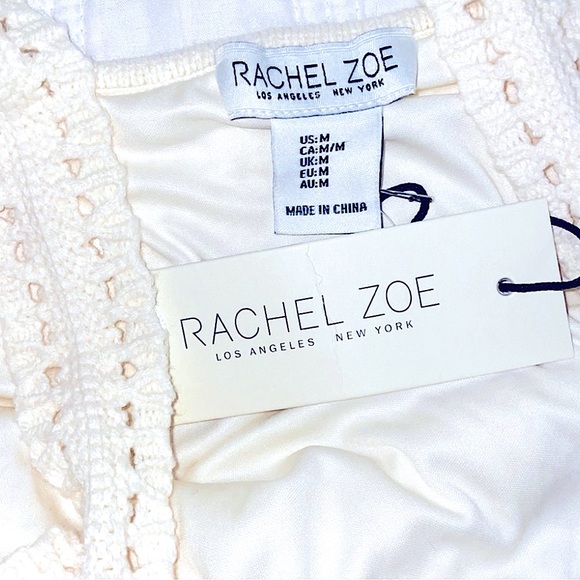 RACHEL ZOE
LOS ANGELES NEW YORK
US:M
CA:M/M
UK:M
EU:M
AU:M
MADE IN CHINA
RACHEL ZOE
LOS ANGELES NEW YORK